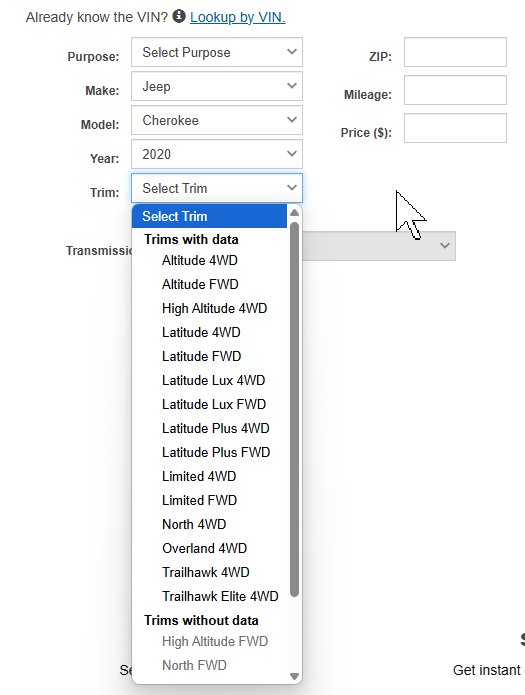 Already know the VIN? Lookup by VIN.
Purpose: Select Purpose ZIP:
Make: Jeep Mileage:
Model: Cherokee Price ($):
Year: 2020
Trim: Select Trim
Select Trim
Trims with data
Altitude 4WD
Altitude FWD
High Altitude 4WD
Latitude 4WD
Latitude FWD
Latitude Lux 4WD
Latitude Lux FWD
Latitude Plus 4WD
Latitude Plus FWD
Limited 4WD
Limited FWD
North 4WD
Overland 4WD
Trailhawk 4WD
Trailhawk Elite 4WD
Trims without data
High Altitude FWD
North FWD
Transmissio
Se
S
Get instant